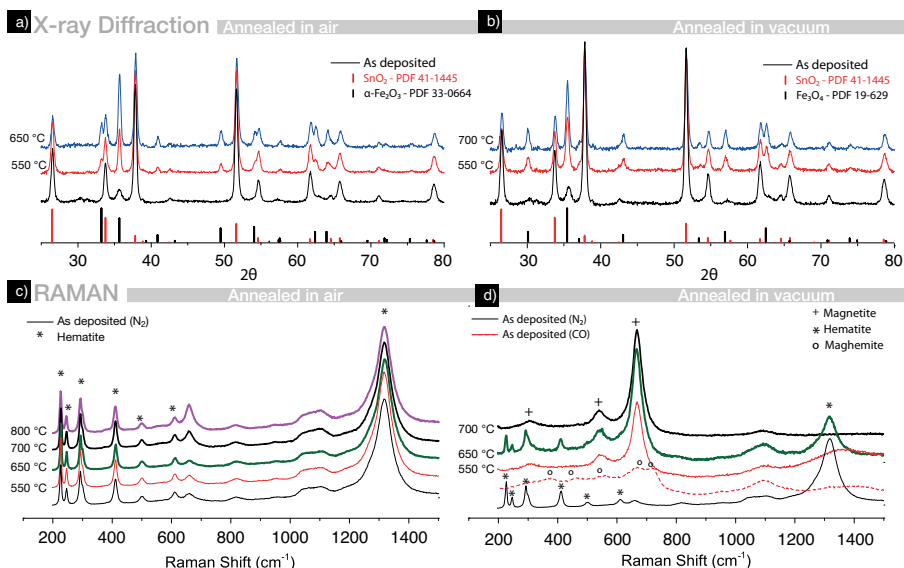 a) X-ray Diffraction
Annealed in air
As deposited
SnO₂ - PDF 41-1445
α-Fe₂O₃ - PDF 33-0664
650 °C
550 °C
30 40 50 60 70 80
2θ
b)
Annealed in vacuum
As deposited
SnO₂ - PDF 41-1445
Fe₃O₄ - PDF 19-629
700 °C
550 °C
30 40 50 60 70 80
2θ
c) RAMAN
Annealed in air
As deposited (N₂)
* Hematite
* * * * * * *
800 °C
700 °C
650 °C
550 °C
200 400 600 800 1000 1200 1400
Raman Shift (cm⁻¹)
d)
Annealed in vacuum
As deposited (N₂)
As deposited (CO)
+ Magnetite
* Hematite
o Maghemite
+ + +
*
700 °C
650 °C
550 °C
o o o o o
* * * * * *
200 400 600 800 1000 1200 1400
Raman Shift (cm⁻¹)